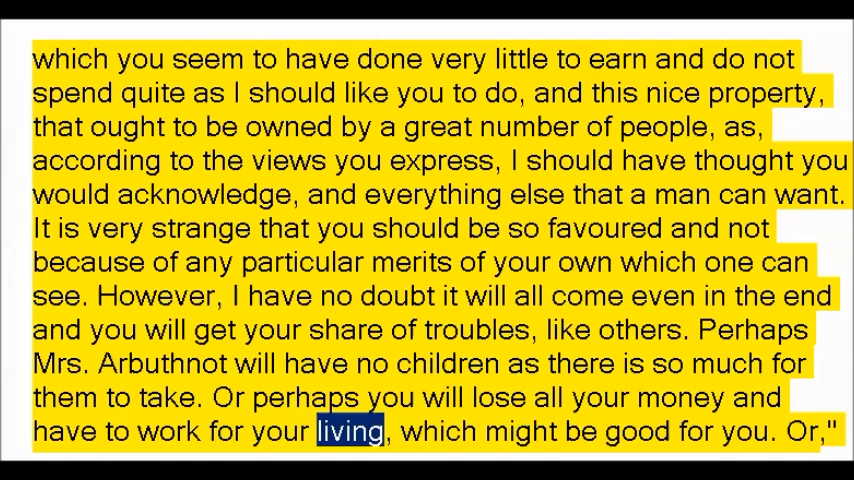 which you seem to have done very little to earn and do not
spend quite as I should like you to do, and this nice property,
that ought to be owned by a great number of people, as,
according to the views you express, I should have thought you
would acknowledge, and everything else that a man can want.
It is very strange that you should be so favoured and not
because of any particular merits of your own which one can
see. However, I have no doubt it will all come even in the end
and you will get your share of troubles, like others. Perhaps
Mrs. Arbuthnot will have no children as there is so much for
them to take. Or perhaps you will lose all your money and
have to work for your living, which might be good for you. Or,"